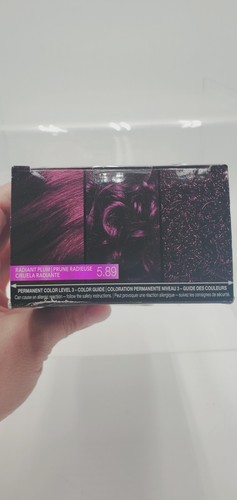 RADIANT PLUM | PRUNE RADIEUSE
CIRUELA RADIANTE
5.89
PERMANENT COLOR LEVEL 3 – COLOR GUIDE | COLORATION PERMANENTE NIVEAU 3 – GUIDE DES COULEURS
Can cause an allergic reaction – follow the safety instructions. | Peut provoquer une réaction allergique – suivez les consignes de sécurité